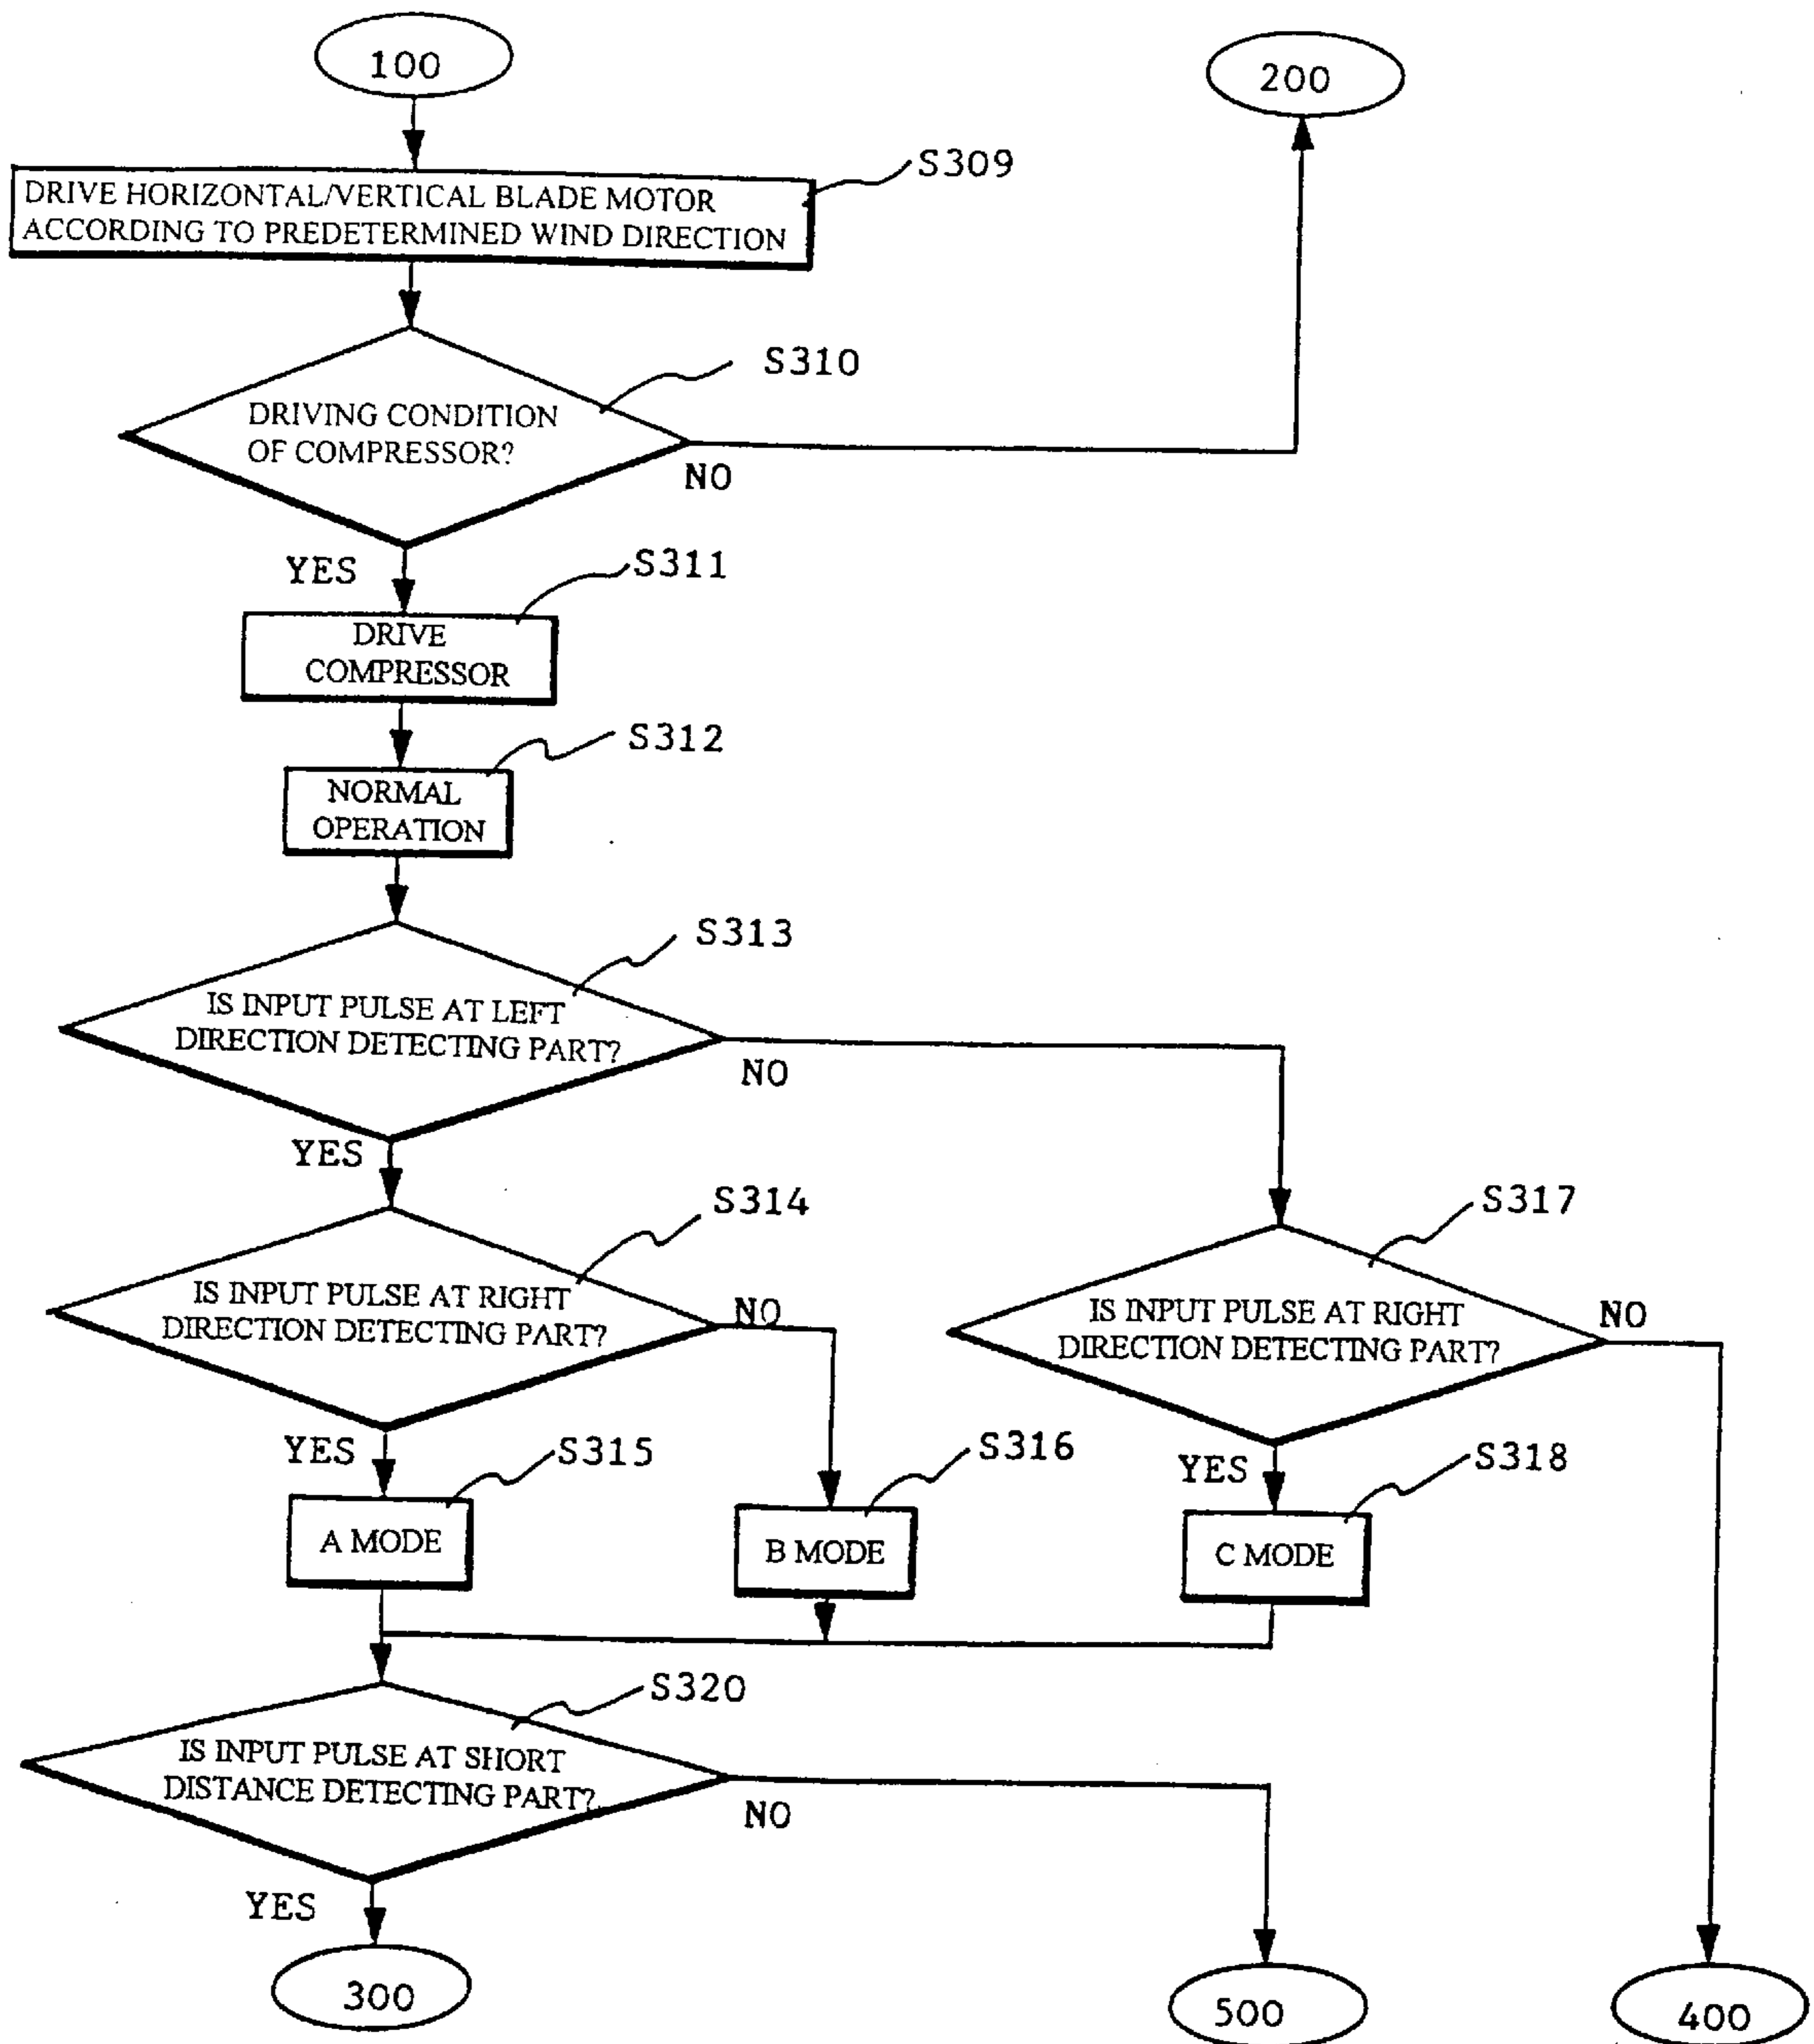 100
200
S309
DRIVE HORIZONTAL/VERTICAL BLADE MOTOR
ACCORDING TO PREDETERMINED WIND DIRECTION
S310
DRIVING CONDITION
OF COMPRESSOR?
NO
YES
S311
DRIVE
COMPRESSOR
S312
NORMAL
OPERATION
S313
IS INPUT PULSE AT LEFT
DIRECTION DETECTING PART?
NO
YES
S314
IS INPUT PULSE AT RIGHT
DIRECTION DETECTING PART?
NO
S317
IS INPUT PULSE AT RIGHT
DIRECTION DETECTING PART?
NO
YES
S315
A MODE
S316
B MODE
YES
S318
C MODE
S320
IS INPUT PULSE AT SHORT
DISTANCE DETECTING PART?
NO
YES
300
500
400